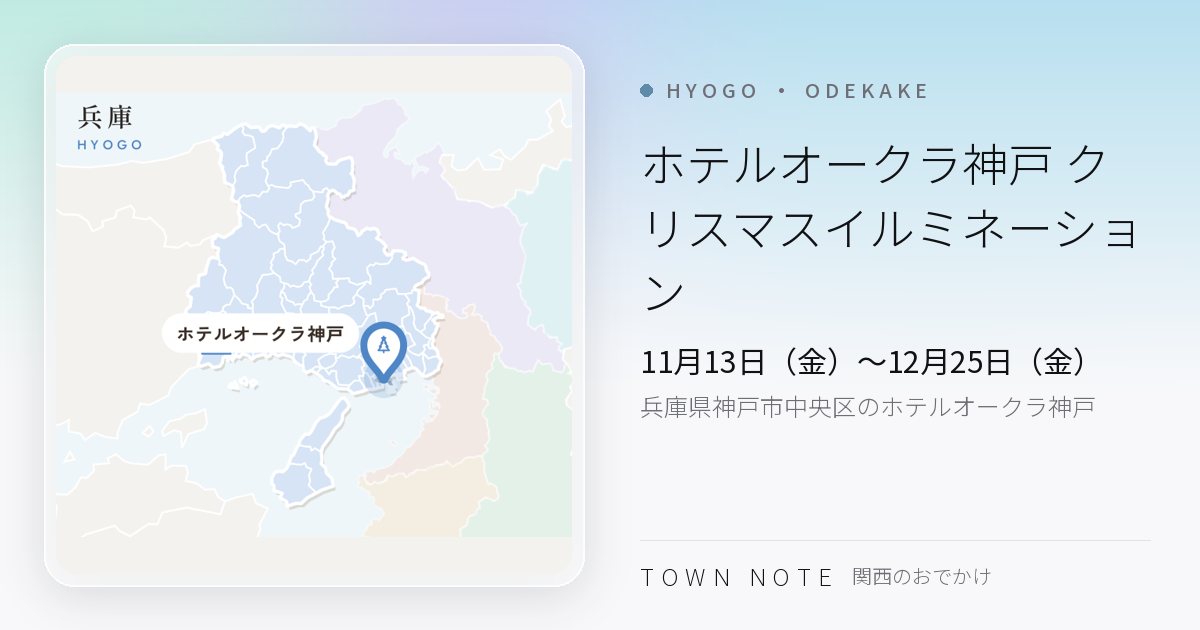 兵庫
HYOGO
ホテルオークラ神戸
HYOGO ・ ODEKAKE
ホテルオークラ神戸 ク
リスマスイルミネーショ
ン
11月13日（金）〜12月25日（金）
兵庫県神戸市中央区のホテルオークラ神戸
TOWN NOTE 関西のおでかけ